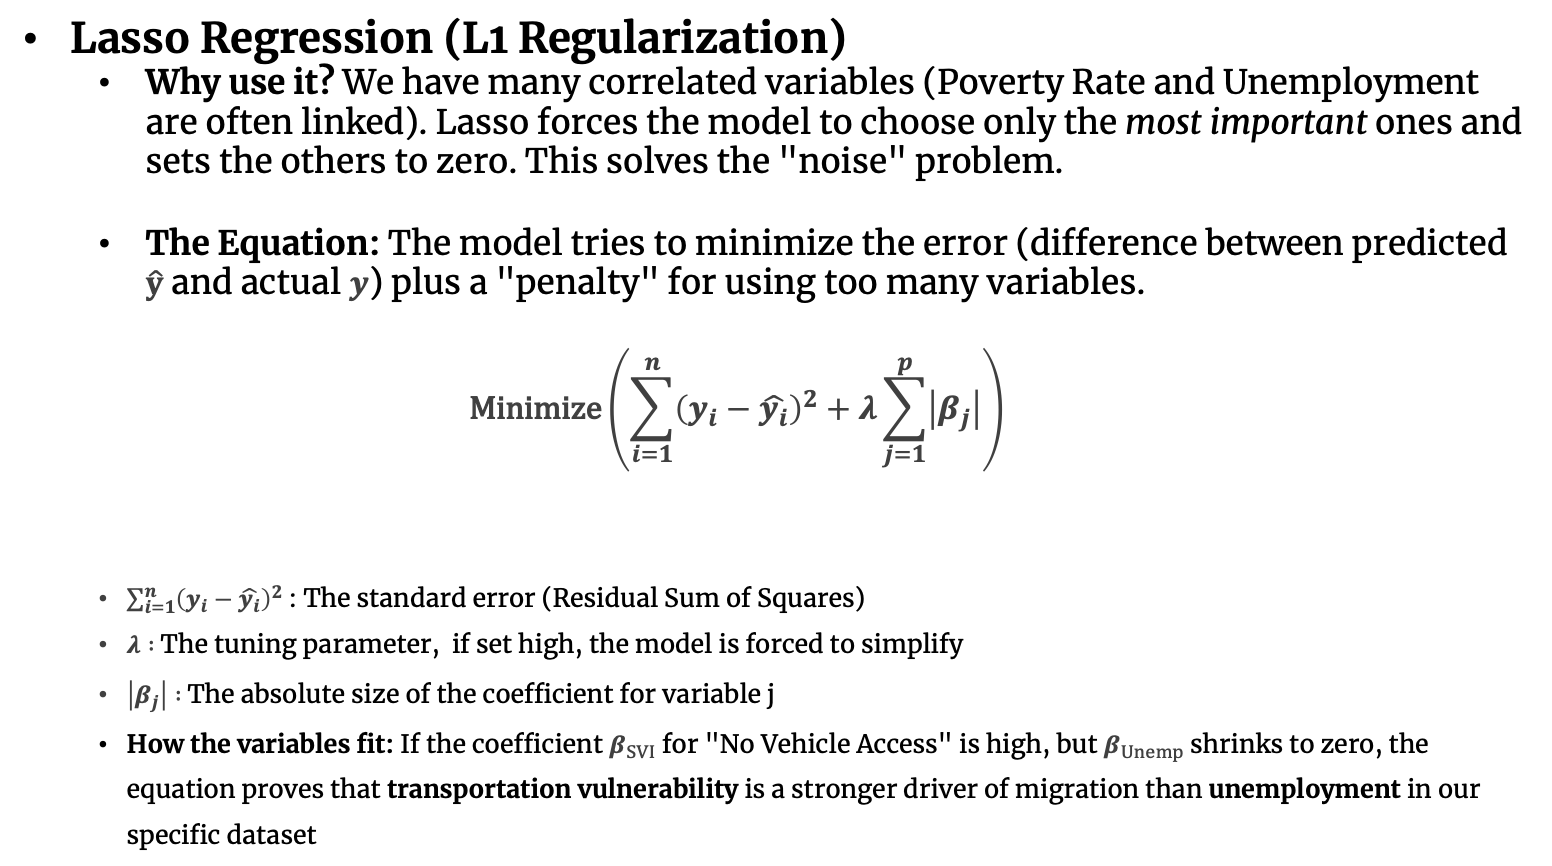 • Lasso Regression (L1 Regularization)
• Why use it? We have many correlated variables (Poverty Rate and Unemployment
are often linked). Lasso forces the model to choose only the most important ones and
sets the others to zero. This solves the "noise" problem.
• The Equation: The model tries to minimize the error (difference between predicted
ŷ and actual y) plus a "penalty" for using too many variables.
Minimize ( ∑_{i=1}^{n} (y_i − ŷ_i)² + λ ∑_{j=1}^{p} |β_j| )
• ∑_{i=1}^{n} (y_i − ŷ_i)² : The standard error (Residual Sum of Squares)
• λ : The tuning parameter,  if set high, the model is forced to simplify
• |β_j| : The absolute size of the coefficient for variable j
• How the variables fit: If the coefficient β_SVI for "No Vehicle Access" is high, but β_Unemp shrinks to zero, the
equation proves that transportation vulnerability is a stronger driver of migration than unemployment in our
specific dataset